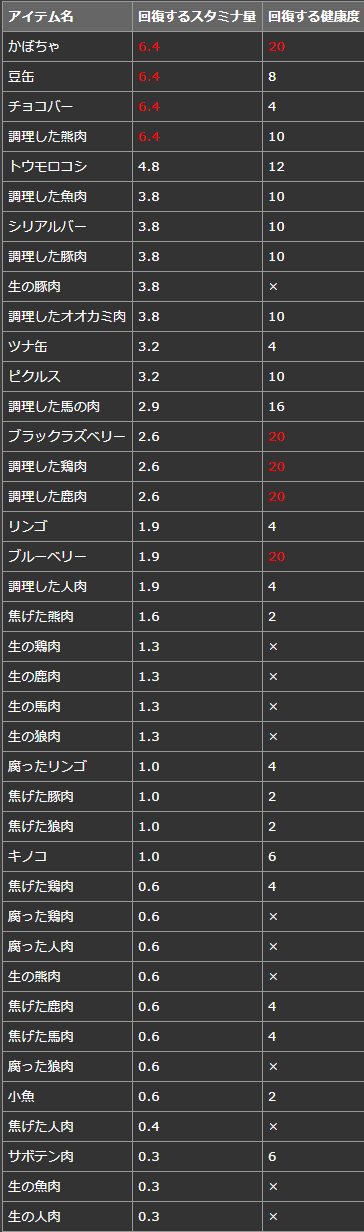 アイテム名 回復するスタミナ量 回復する健康度
かぼちゃ 6.4 20
豆缶 6.4 8
チョコバー 6.4 4
調理した熊肉 6.4 10
トウモロコシ 4.8 12
調理した魚肉 3.8 10
シリアルバー 3.8 10
調理した豚肉 3.8 10
生の豚肉 3.8 ×
調理したオオカミ肉 3.8 10
ツナ缶 3.2 4
ピクルス 3.2 10
調理した馬の肉 2.9 16
ブラックラズベリー 2.6 20
調理した鶏肉 2.6 20
調理した鹿肉 2.6 20
リンゴ 1.9 4
ブルーベリー 1.9 20
調理した人肉 1.9 4
焦げた熊肉 1.6 2
生の鶏肉 1.3 ×
生の鹿肉 1.3 ×
生の馬肉 1.3 ×
生の狼肉 1.3 ×
腐ったリンゴ 1.0 4
焦げた豚肉 1.0 2
焦げた狼肉 1.0 2
キノコ 1.0 6
焦げた鶏肉 0.6 4
腐った鶏肉 0.6 ×
腐った人肉 0.6 ×
生の熊肉 0.6 ×
焦げた鹿肉 0.6 4
焦げた馬肉 0.6 4
腐った狼肉 0.6 ×
小魚 0.6 2
焦げた人肉 0.4 ×
サボテン肉 0.3 6
生の魚肉 0.3 ×
生の人肉 0.3 ×